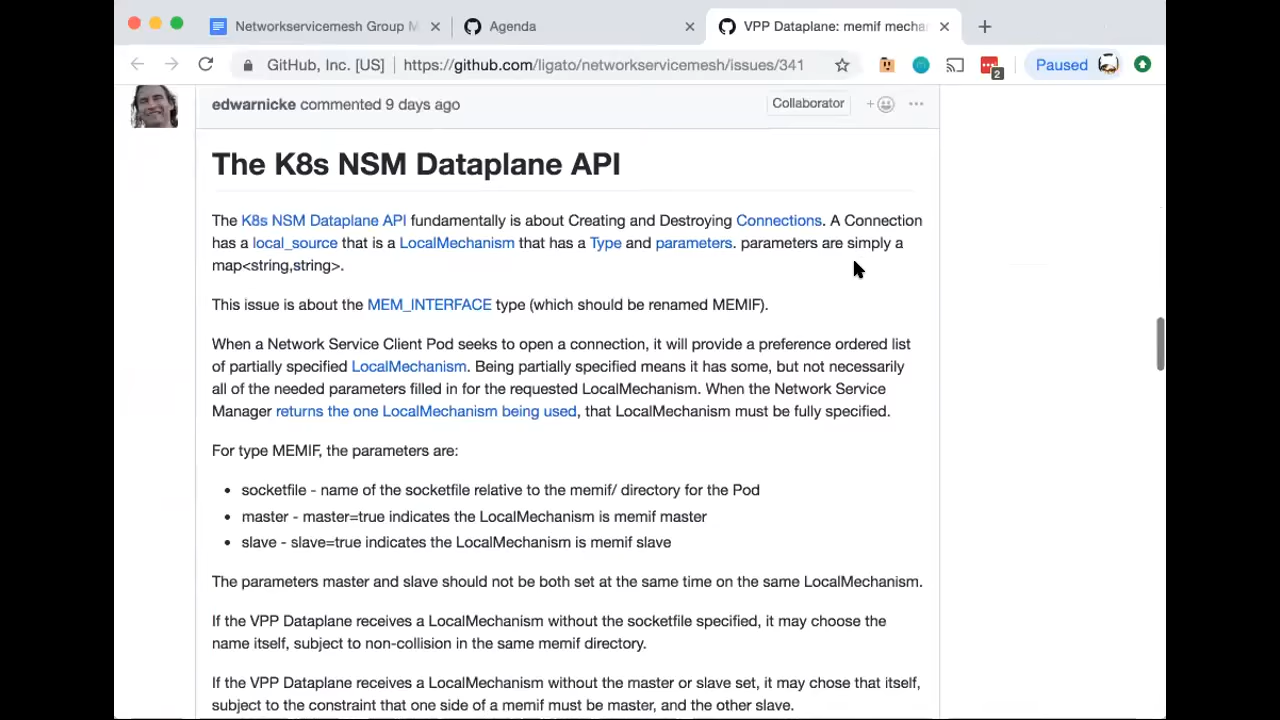 Networkservicemesh Group M
Agenda
VPP Dataplane: memif mechan
GitHub, Inc. [US] | https://github.com/ligato/networkservicemesh/issues/341
2
Paused
edwarnicke commented 9 days ago
Collaborator
The K8s NSM Dataplane API
The K8s NSM Dataplane API fundamentally is about Creating and Destroying Connections. A Connection
has a local_source that is a LocalMechanism that has a Type and parameters. parameters are simply a
map<string,string>.
This issue is about the MEM_INTERFACE type (which should be renamed MEMIF).
When a Network Service Client Pod seeks to open a connection, it will provide a preference ordered list
of partially specified LocalMechanism. Being partially specified means it has some, but not necessarily
all of the needed parameters filled in for the requested LocalMechanism. When the Network Service
Manager returns the one LocalMechanism being used, that LocalMechanism must be fully specified.
For type MEMIF, the parameters are:
• socketfile - name of the socketfile relative to the memif/ directory for the Pod
• master - master=true indicates the LocalMechanism is memif master
• slave - slave=true indicates the LocalMechanism is memif slave
The parameters master and slave should not be both set at the same time on the same LocalMechanism.
If the VPP Dataplane receives a LocalMechanism without the socketfile specified, it may choose the
name itself, subject to non-collision in the same memif directory.
If the VPP Dataplane receives a LocalMechanism without the master or slave set, it may chose that itself,
subject to the constraint that one side of a memif must be master, and the other slave.